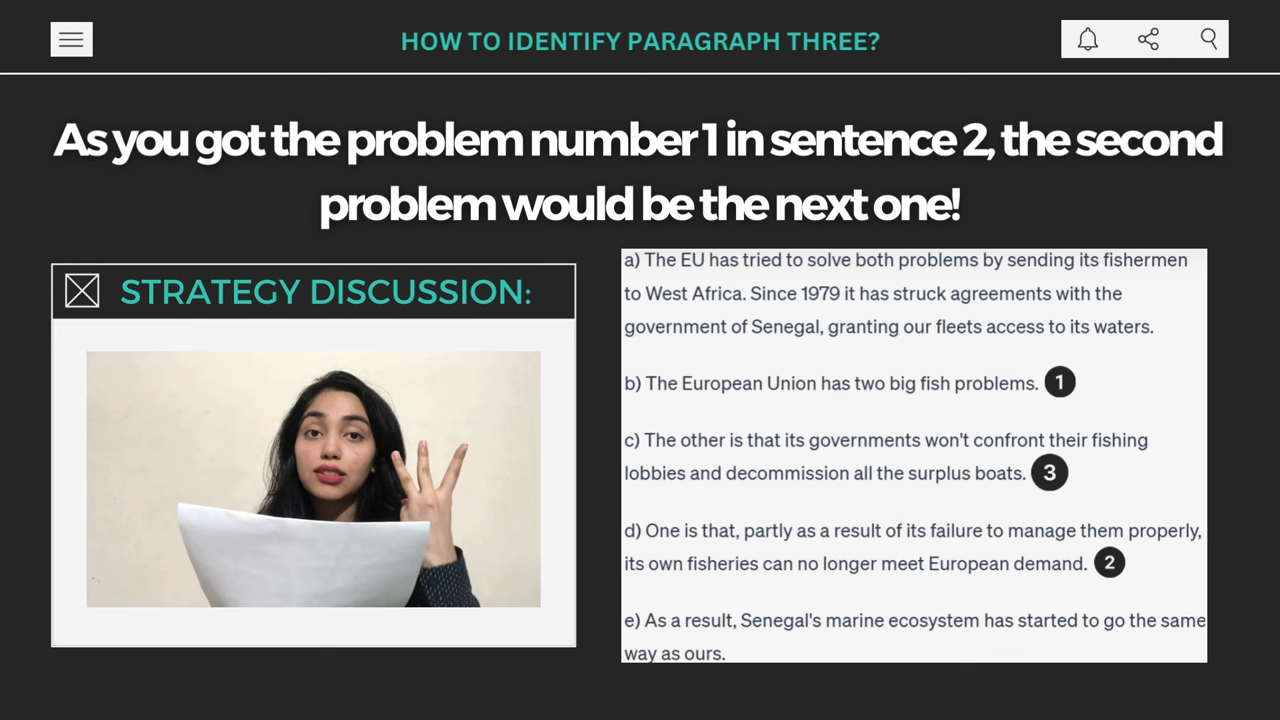 HOW TO IDENTIFY PARAGRAPH THREE?
As you got the problem number 1 in sentence 2, the second
problem would be the next one!
STRATEGY DISCUSSION:
a) The EU has tried to solve both problems by sending its fishermen
to West Africa. Since 1979 it has struck agreements with the
government of Senegal, granting our fleets access to its waters.
b) The European Union has two big fish problems. 1
c) The other is that its governments won't confront their fishing
lobbies and decommission all the surplus boats. 3
d) One is that, partly as a result of its failure to manage them properly,
its own fisheries can no longer meet European demand. 2
e) As a result, Senegal's marine ecosystem has started to go the same
way as ours.